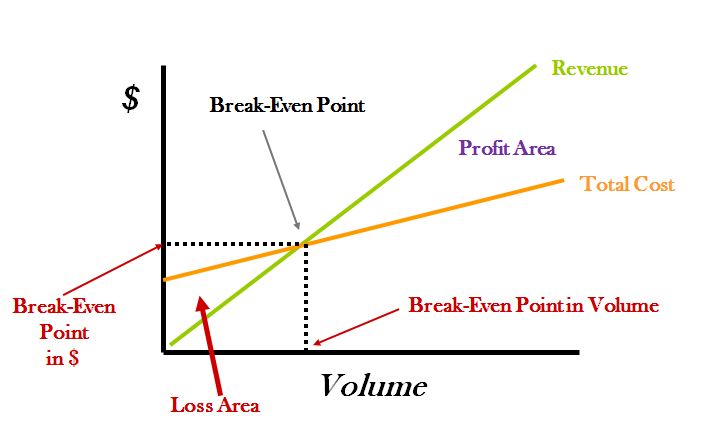 Revenue
$
Break-Even Point
Profit Area
Total Cost
Break-Even
Point
in $
Break-Even Point in Volume
Volume
Loss Area